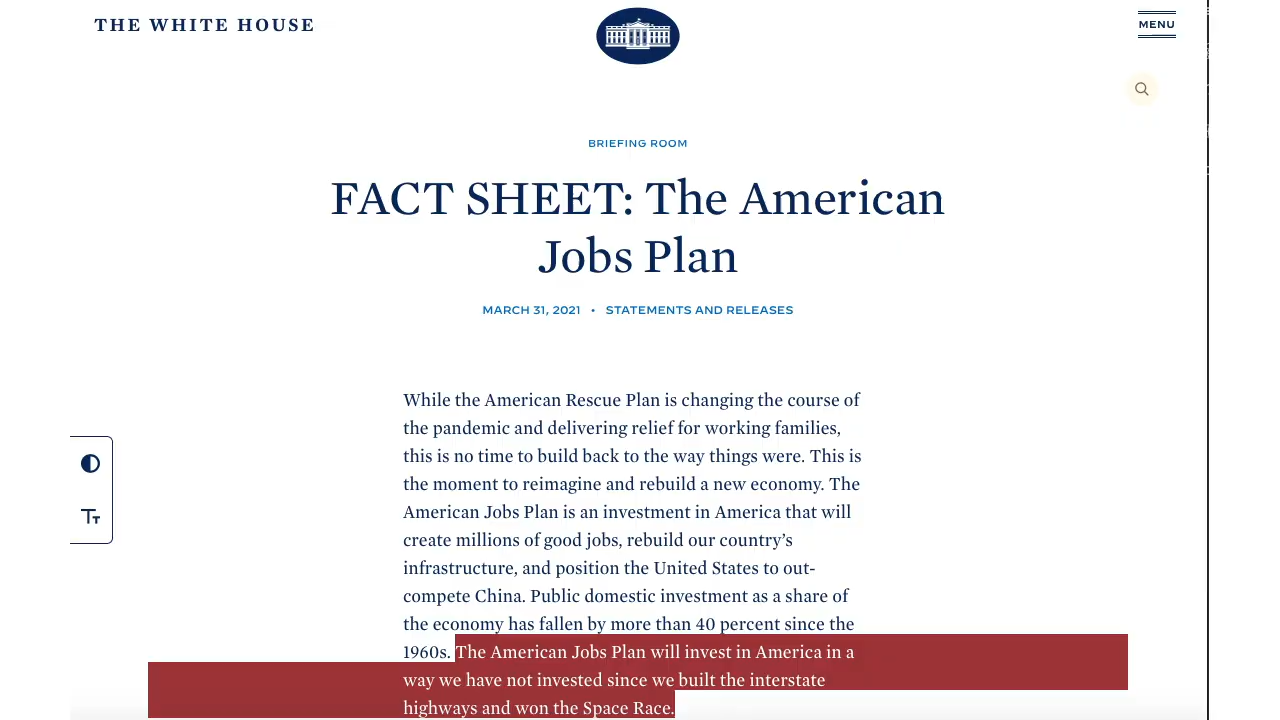 THE WHITE HOUSE
MENU
BRIEFING ROOM
FACT SHEET: The American
Jobs Plan
MARCH 31, 2021 • STATEMENTS AND RELEASES
While the American Rescue Plan is changing the course of
the pandemic and delivering relief for working families,
this is no time to build back to the way things were. This is
the moment to reimagine and rebuild a new economy. The
American Jobs Plan is an investment in America that will
create millions of good jobs, rebuild our country’s
infrastructure, and position the United States to out-
compete China. Public domestic investment as a share of
the economy has fallen by more than 40 percent since the
1960s. The American Jobs Plan will invest in America in a
way we have not invested since we built the interstate
highways and won the Space Race.
TT